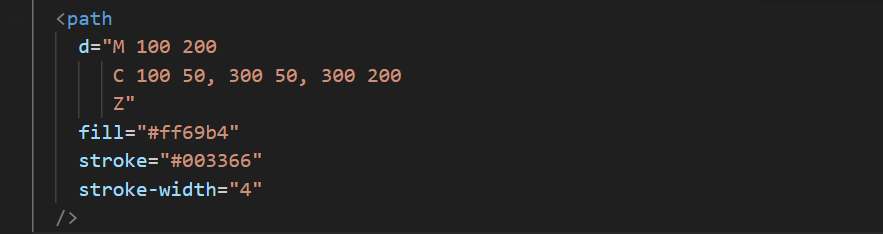 <path
d="M 100 200
C 100 50, 300 50, 300 200
Z"
fill="#ff69b4"
stroke="#003366"
stroke-width="4"
/>